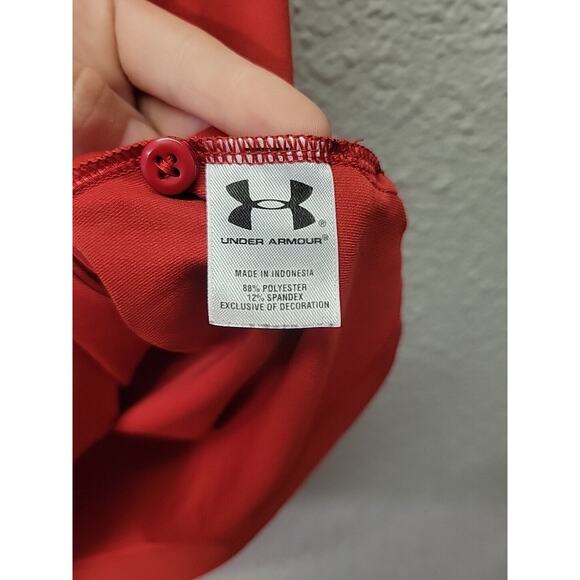 UNDER ARMOUR®
MADE IN INDONESIA
88% POLYESTER
12% SPANDEX
EXCLUSIVE OF DECORATION